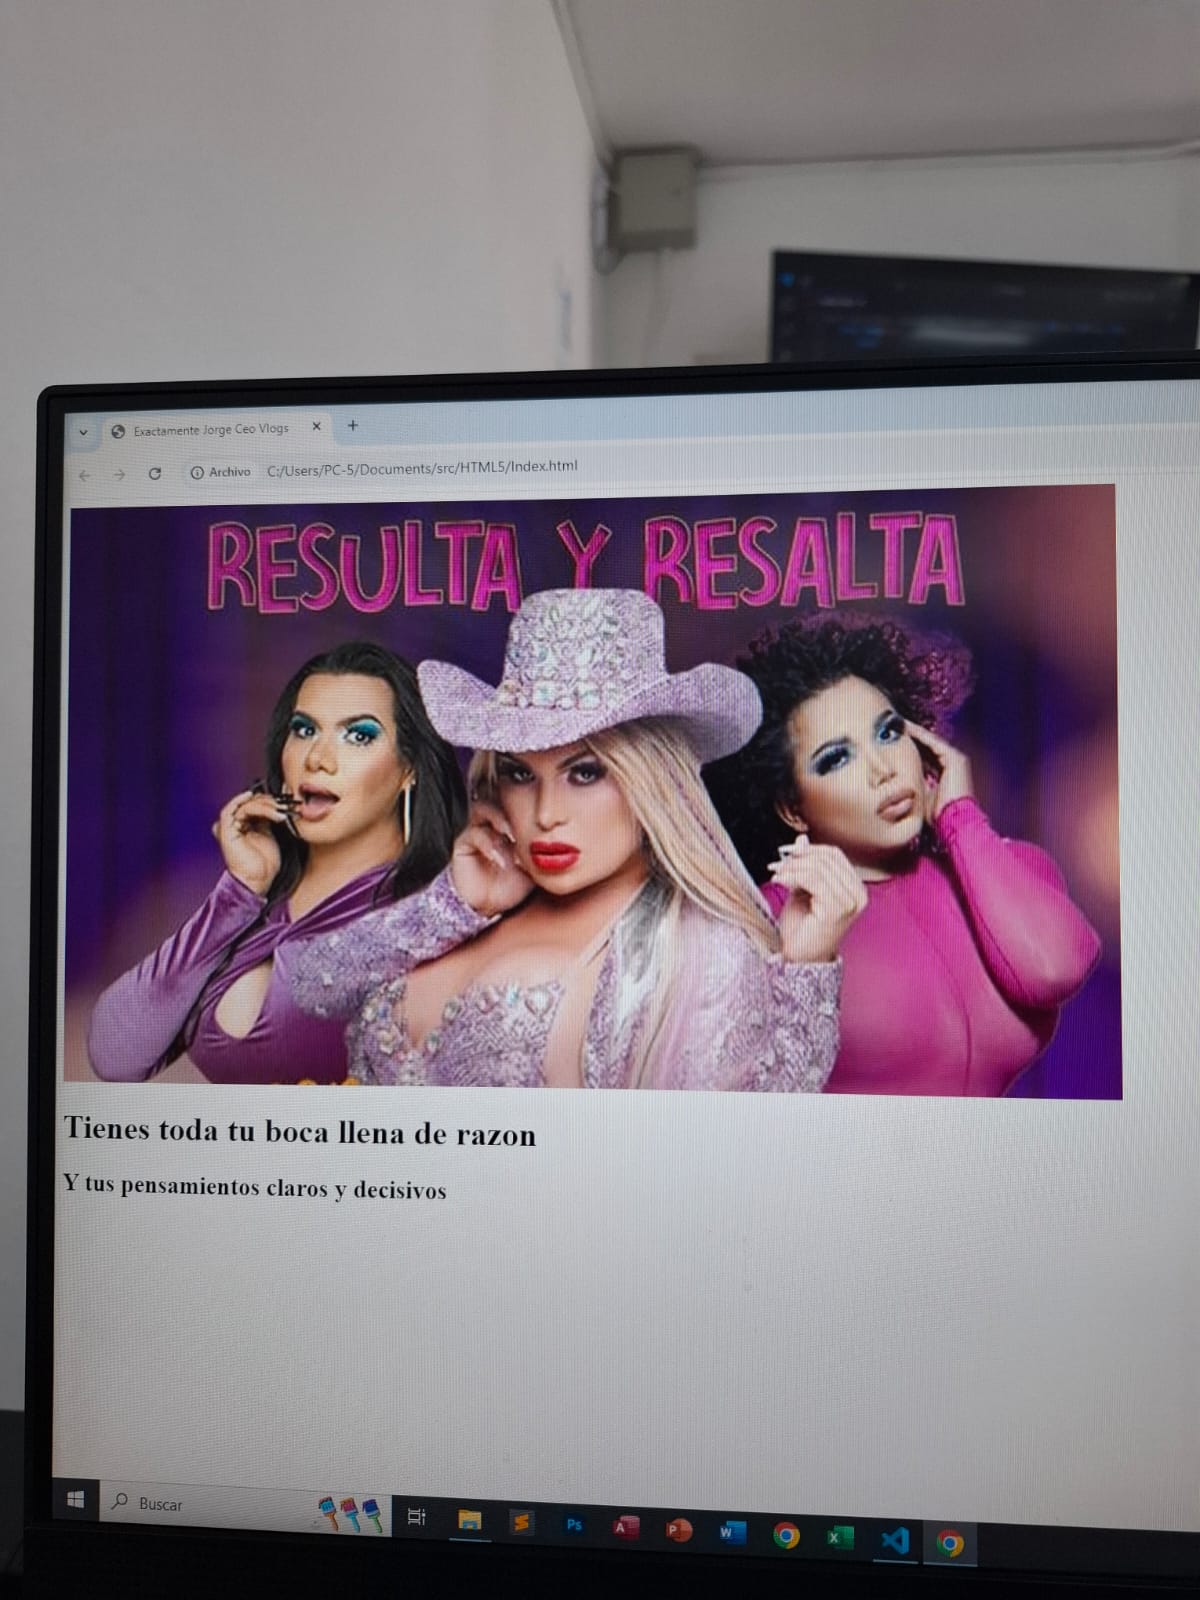 Exactamente Jorge Ceo Vlogs
Archivo C:/Users/PC-5/Documents/src/HTML5/Index.html
RESULTA Y RESALTA
Tienes toda tu boca llena de razon
Y tus pensamientos claros y decisivos
Buscar
Ps
A
P
W
X